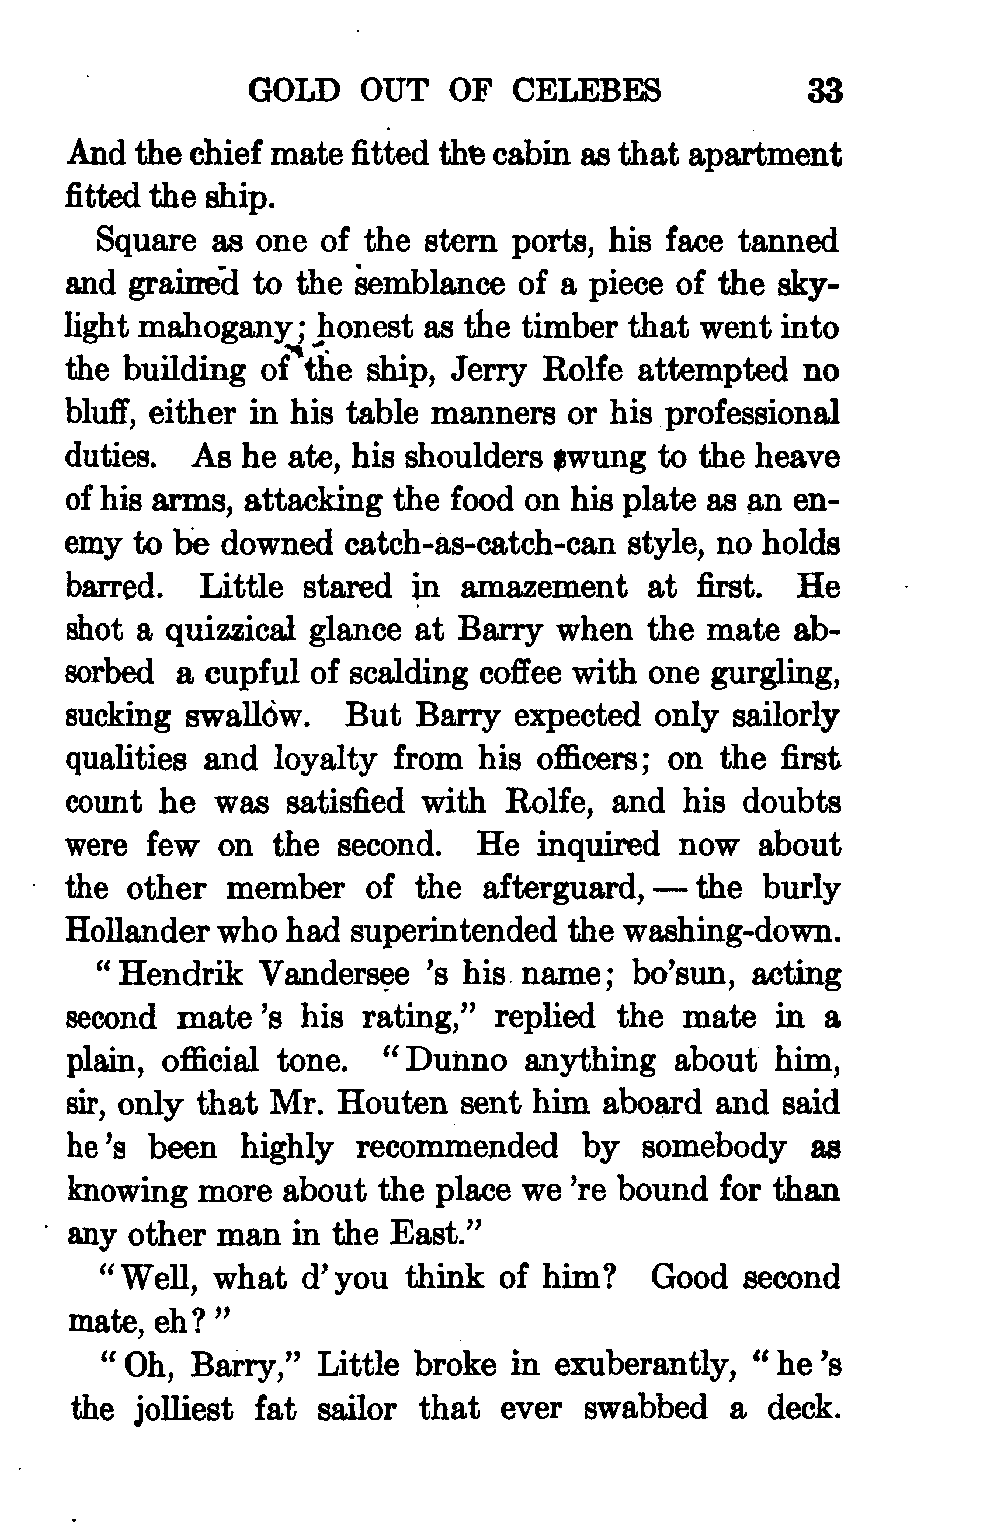 GOLD OUT OF CELEBES 33
And the chief mate fitted the cabin as that apartment
fitted the ship.
Square as one of the stern ports, his face tanned
and grained to the semblance of a piece of the sky-
light mahogany; honest as the timber that went into
the building of the ship, Jerry Rolfe attempted no
bluff, either in his table manners or his professional
duties. As he ate, his shoulders swung to the heave
of his arms, attacking the food on his plate as an en-
emy to be downed catch-as-catch-can style, no holds
barred. Little stared in amazement at first. He
shot a quizzical glance at Barry when the mate ab-
sorbed a cupful of scalding coffee with one gurgling,
sucking swallow. But Barry expected only sailorly
qualities and loyalty from his officers; on the first
count he was satisfied with Rolfe, and his doubts
were few on the second. He inquired now about
the other member of the afterguard, — the burly
Hollander who had superintended the washing-down.
"Hendrik Vandersee 's his name; bo'sun, acting
second mate 's his rating," replied the mate in a
plain, official tone. "Dunno anything about him,
sir, only that Mr. Houten sent him aboard and said
he 's been highly recommended by somebody as
knowing more about the place we 're bound for than
any other man in the East."
"Well, what d' you think of him? Good second
mate, eh?"
"Oh, Barry," Little broke in exuberantly, "he 's
the jolliest fat sailor that ever swabbed a deck.